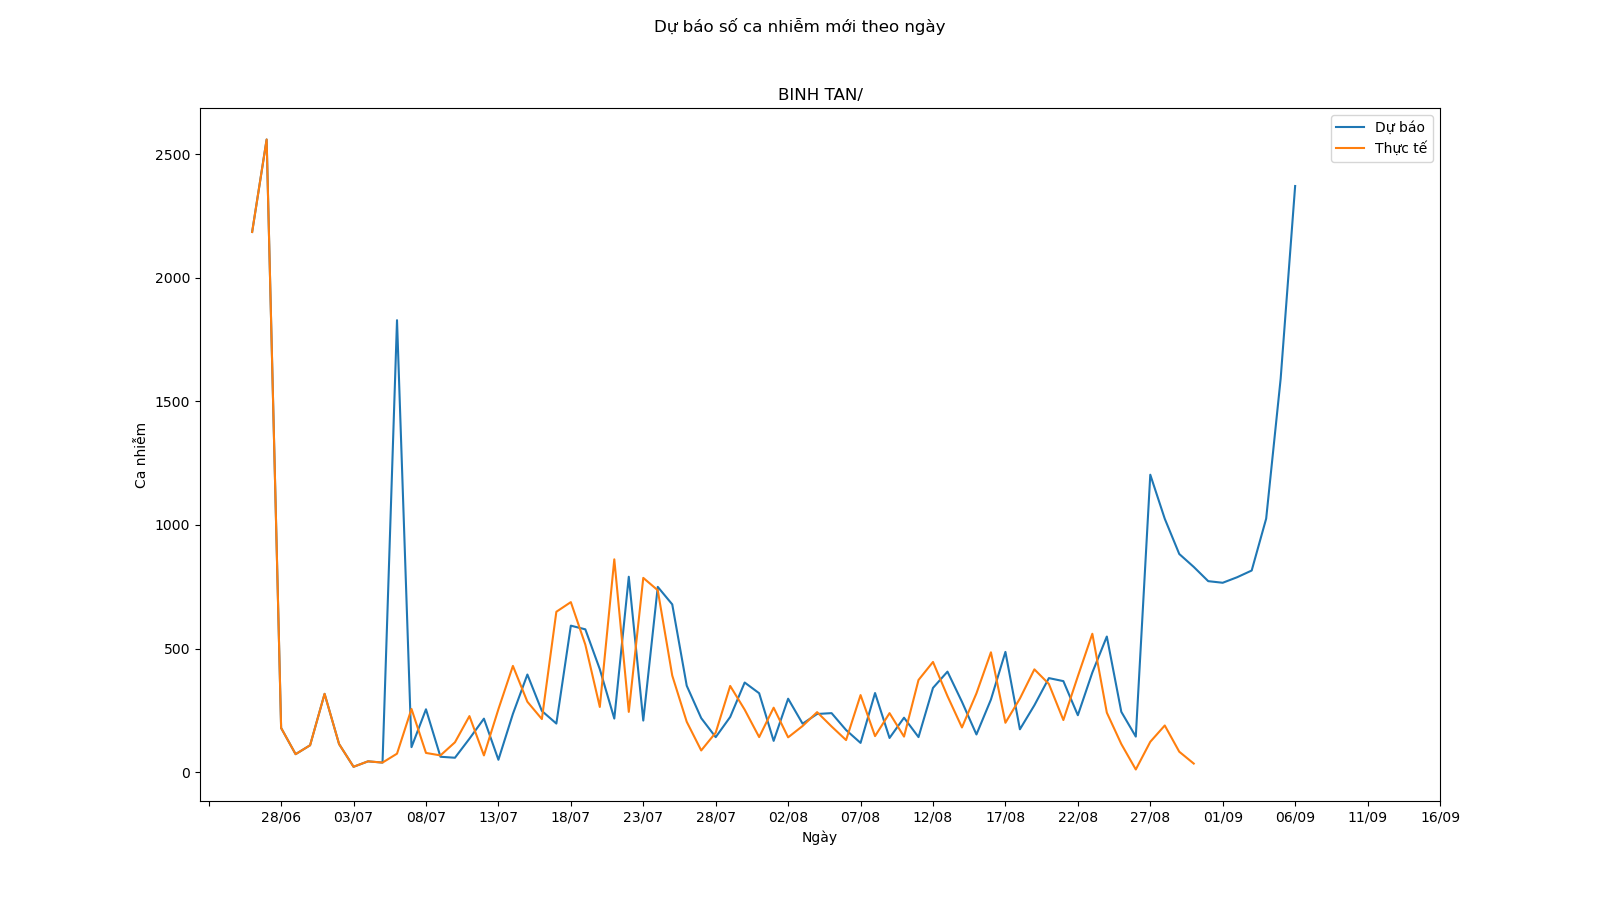 Dự báo số ca nhiễm mới theo ngày
BINH TAN/
Dự báo
Thực tế
2500
2000
1500
1000
500
0
Ca nhiễm
28/06 03/07 08/07 13/07 18/07 23/07 28/07 02/08 07/08 12/08 17/08 22/08 27/08 01/09 06/09 11/09 16/09
Ngày